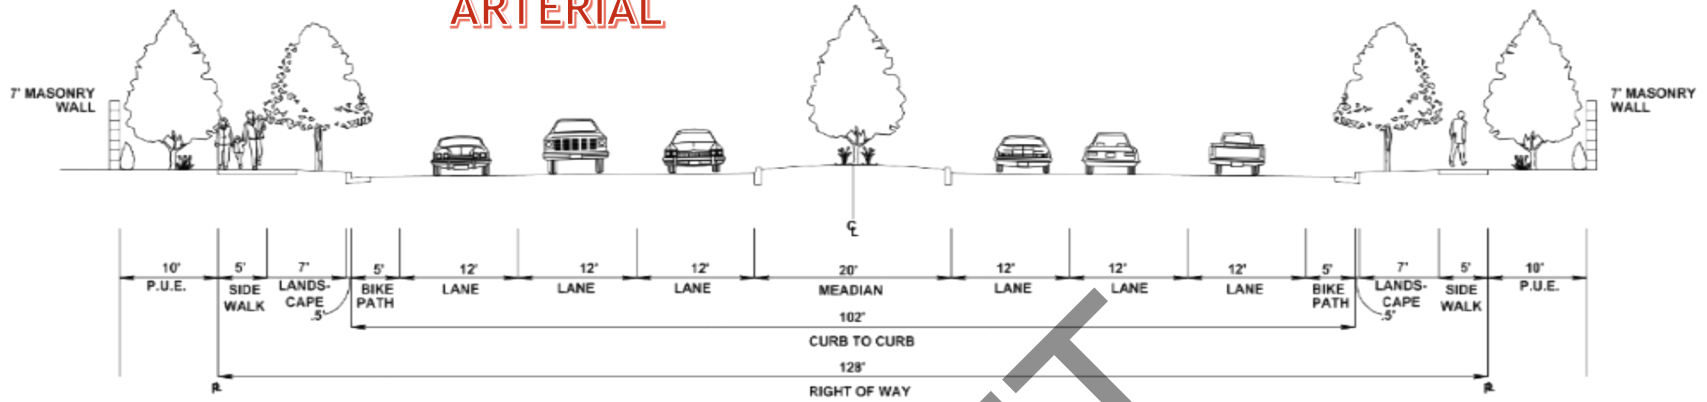 ARTERIAL
7' MASONRY
WALL
7' MASONRY
WALL
C L
10' 5' 7' 5' 12' 12' 12' 20' 12' 12' 12' 5' 7' 5' 10'
P.U.E. SIDE WALK LANDS- CAPE .5' BIKE PATH LANE LANE LANE MEADIAN LANE LANE LANE BIKE PATH LANDS- CAPE .5' SIDE WALK P.U.E.
102'
CURB TO CURB
128'
RIGHT OF WAY